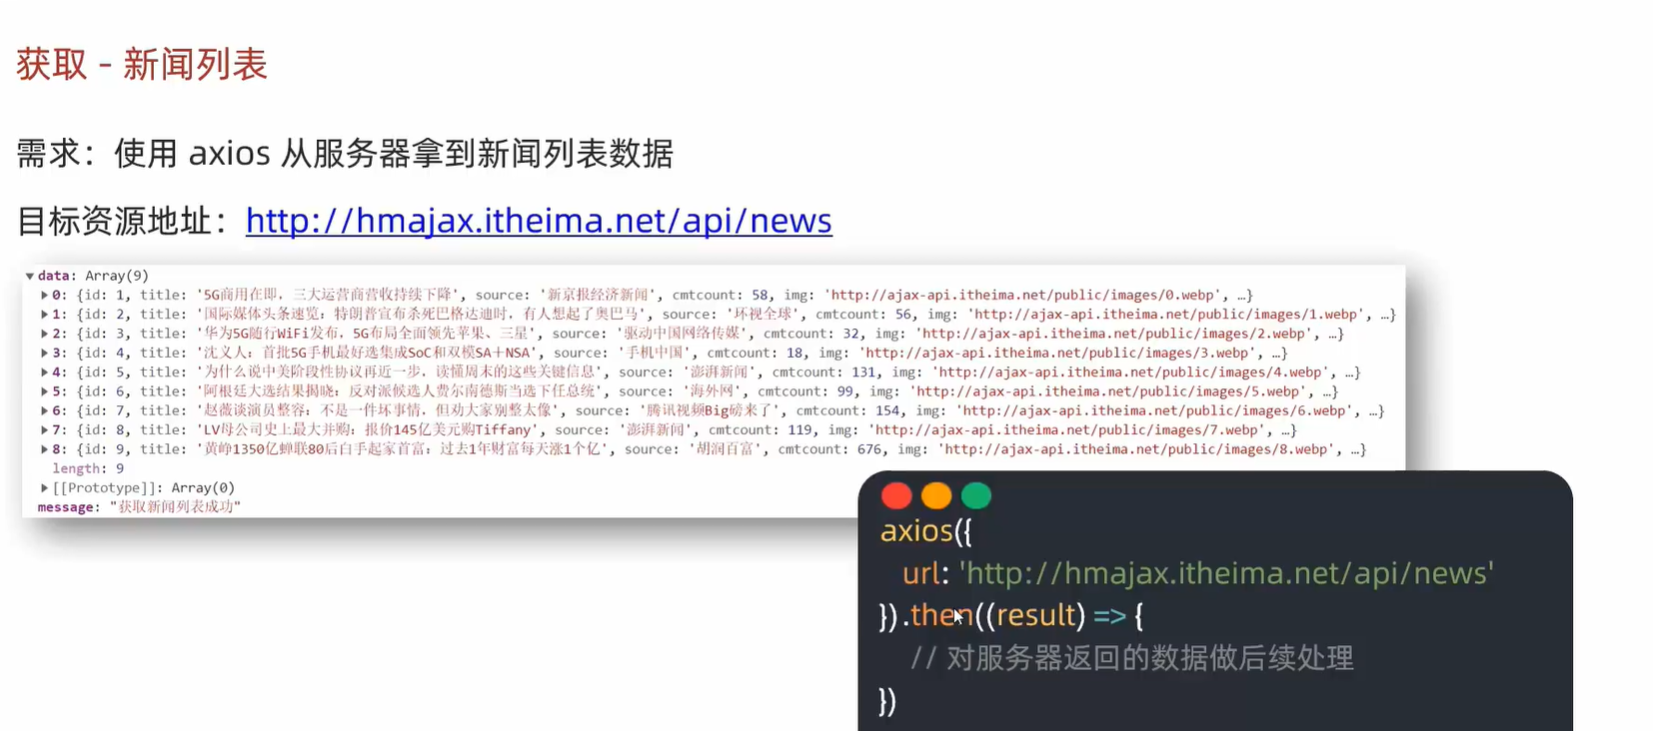 获取 - 新闻列表
需求：使用 axios 从服务器拿到新闻列表数据
目标资源地址：http://hmajax.itheima.net/api/news
▼data: Array(9)
▶0: {id: 1, title: '5G商用在即，三大运营商营收持续下降', source: '新京报经济新闻', cmtcount: 58, img: 'http://ajax-api.itheima.net/public/images/0.webp', …}
▶1: {id: 2, title: '国际媒体头条速览：特朗普宣布杀死巴格达迪时，有人想起了奥巴马', source: '环视全球', cmtcount: 56, img: 'http://ajax-api.itheima.net/public/images/1.webp', …}
▶2: {id: 3, title: '华为5G随行WiFi发布，5G布局全面领先苹果、三星', source: '驱动中国网络传媒', cmtcount: 32, img: 'http://ajax-api.itheima.net/public/images/2.webp', …}
▶3: {id: 4, title: '沈义人：首批5G手机最好选集成SoC和双模SA＋NSA', source: '手机中国', cmtcount: 18, img: 'http://ajax-api.itheima.net/public/images/3.webp', …}
▶4: {id: 5, title: '为什么说中美阶段性协议再近一步，读懂周末的这些关键信息', source: '澎湃新闻', cmtcount: 131, img: 'http://ajax-api.itheima.net/public/images/4.webp', …}
▶5: {id: 6, title: '阿根廷大选结果揭晓：反对派候选人费尔南德斯当选下任总统', source: '海外网', cmtcount: 99, img: 'http://ajax-api.itheima.net/public/images/5.webp', …}
▶6: {id: 7, title: '赵薇谈演员整容：不是一件坏事情，但劝大家别整太像', source: '腾讯视频Big磅来了', cmtcount: 154, img: 'http://ajax-api.itheima.net/public/images/6.webp', …}
▶7: {id: 8, title: 'LV母公司史上最大并购：报价145亿美元购Tiffany', source: '澎湃新闻', cmtcount: 119, img: 'http://ajax-api.itheima.net/public/images/7.webp', …}
▶8: {id: 9, title: '黄峥1350亿蝉联80后白手起家首富：过去1年财富每天涨1个亿', source: '胡润百富', cmtcount: 676, img: 'http://ajax-api.itheima.net/public/images/8.webp', …}
length: 9
▶[[Prototype]]: Array(0)
message: "获取新闻列表成功"
axios({
url: 'http://hmajax.itheima.net/api/news'
}).then((result) => {
// 对服务器返回的数据做后续处理
})